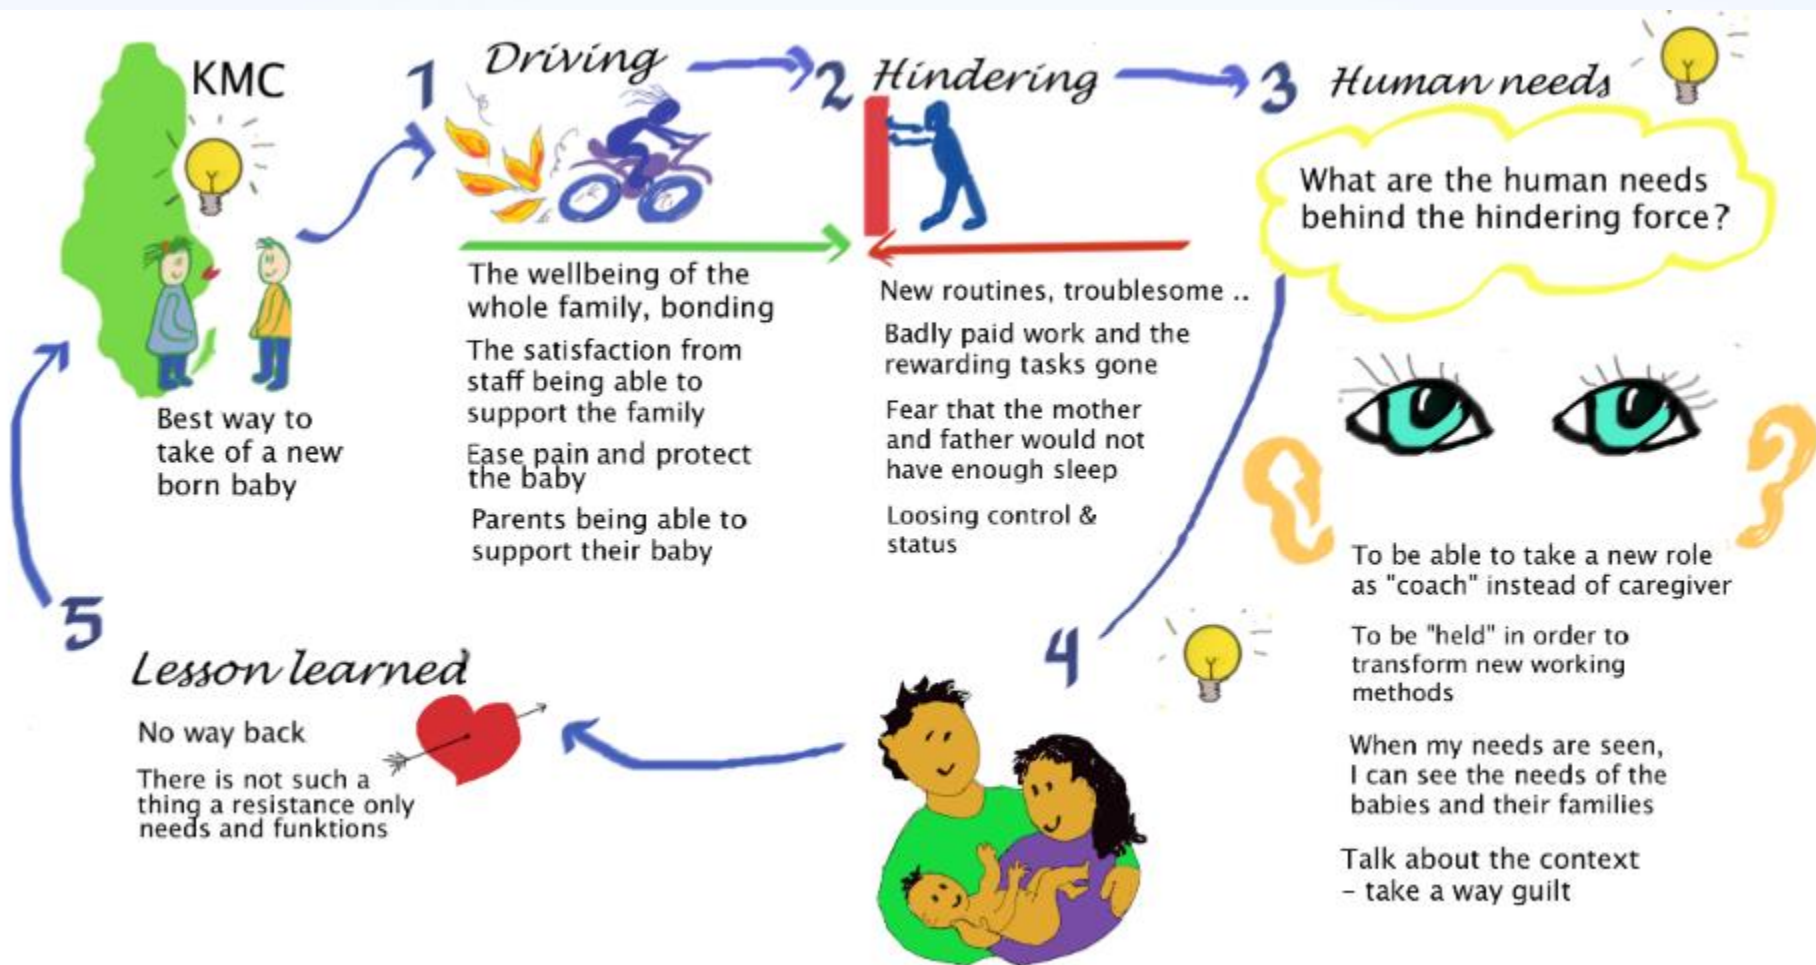 KMC
Best way to
take of a new
born baby
1
Driving
The wellbeing of the
whole family, bonding
The satisfaction from
staff being able to
support the family
Ease pain and protect
the baby
Parents being able to
support their baby
2
Hindering
New routines, troublesome ..
Badly paid work and the
rewarding tasks gone
Fear that the mother
and father would not
have enough sleep
Loosing control &
status
3
Human needs
What are the human needs
behind the hindering force?
To be able to take a new role
as "coach" instead of caregiver
To be "held" in order to
transform new working
methods
When my needs are seen,
I can see the needs of the
babies and their families
Talk about the context
– take a way guilt
4
5
Lesson learned
No way back
There is not such a
thing a resistance only
needs and funktions